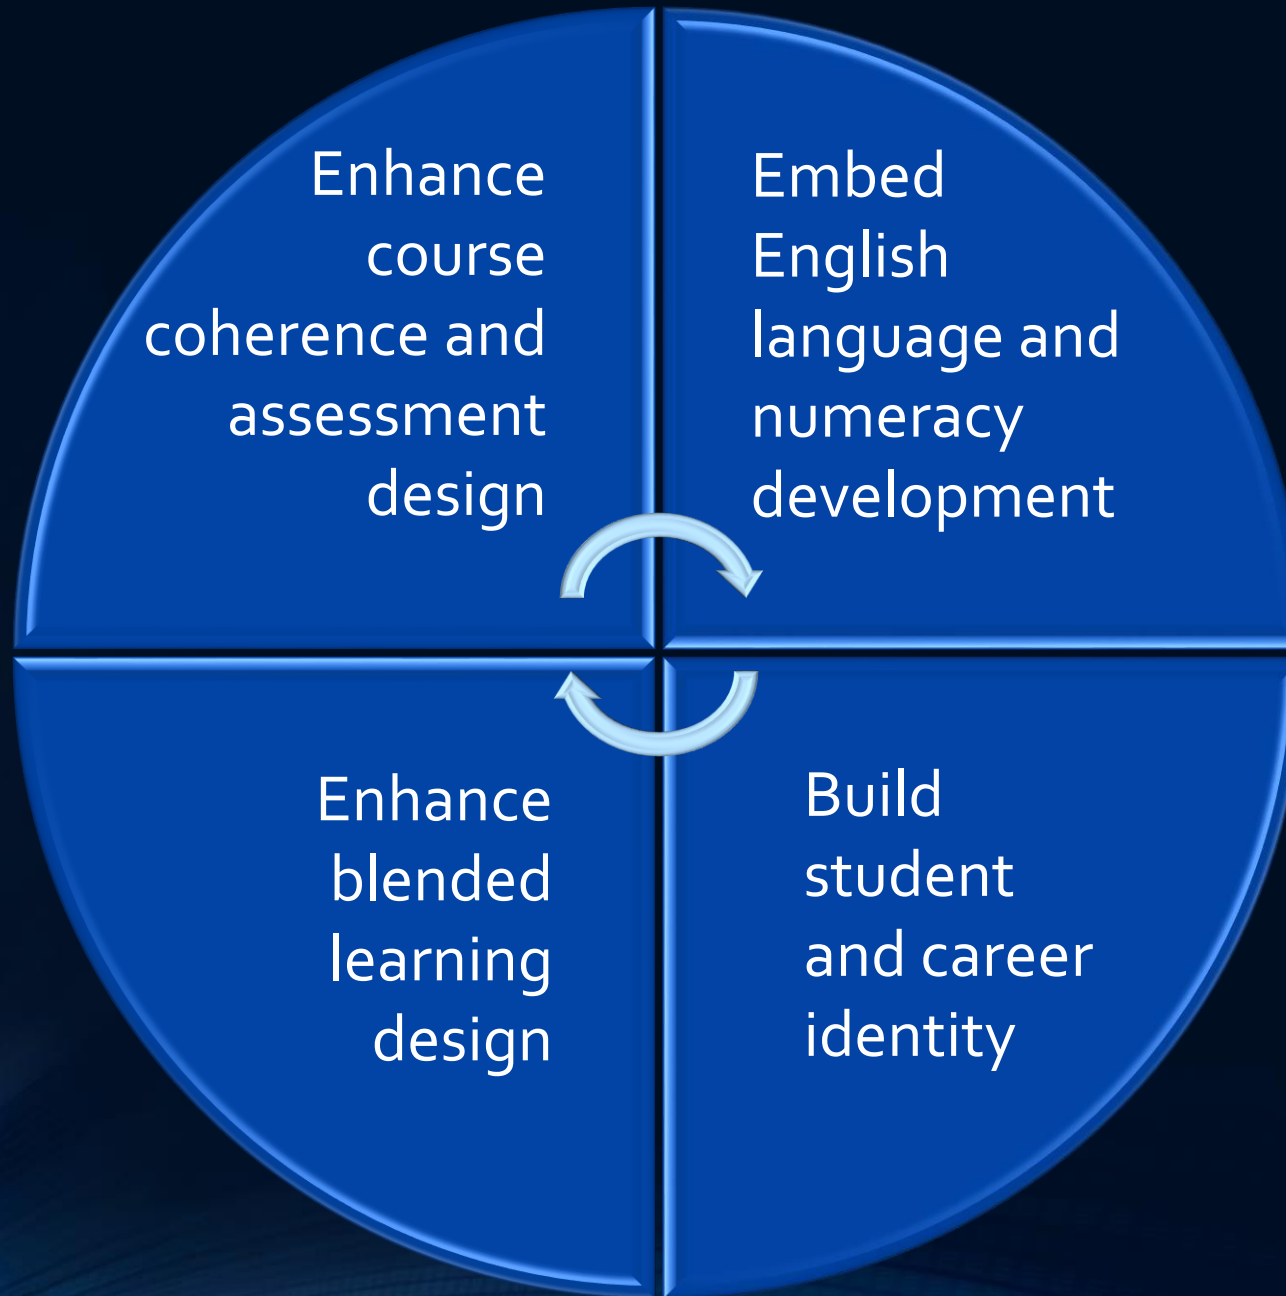 Enhance
course
coherence and
assessment
design
Embed
English
language and
numeracy
development
Enhance
blended
learning
design
Build
student
and career
identity